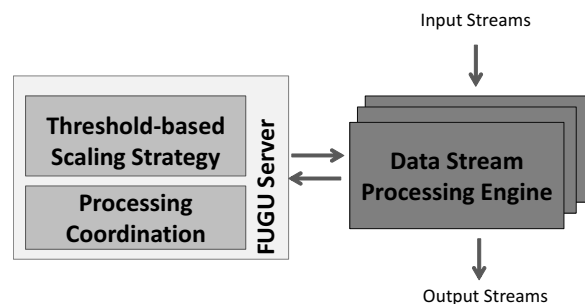 Input Streams
Threshold-based
Scaling Strategy
Processing
Coordination
FUGU Server
Data Stream
Processing Engine
Output Streams